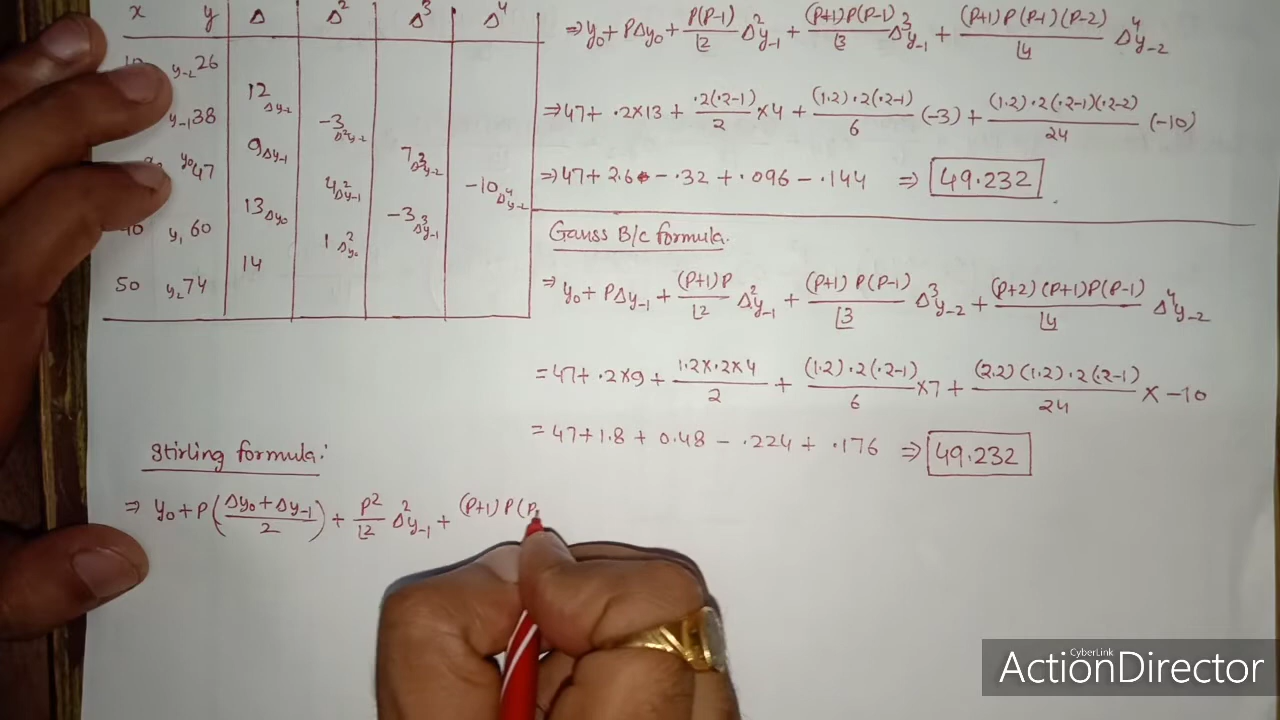 x y Δ Δ² Δ³ Δ⁴
y₋₂ 26
12 Δy₋₂
y₋₁ 38
-3 Δ²y₋₂
9 Δy₋₁
7 Δ³y₋₂
y₀ 47
4 Δ²y₋₁
-10 Δ⁴y₋₂
13 Δy₀
-3 Δ³y₋₁
40 y₁ 60
1 Δ²y₀
14
50 y₂ 74
⇒ y₀ + PΔy₀ + P(P-1)/⌊2 Δ²y₋₁ + (P+1)P(P-1)/⌊3 Δ³y₋₁ + (P+1)P(P-1)(P-2)/⌊4 Δ⁴y₋₂
⇒ 47 + .2×13 + .2(.2-1)/2 ×4 + (1.2).2(.2-1)/6 (-3) + (1.2).2(.2-1)(.2-2)/24 (-10)
⇒ 47 + 2.6 - .32 + .096 - .144 ⇒ 49.232
Gauss B/C formula.
⇒ y₀ + PΔy₋₁ + (P+1)P/⌊2 Δ²y₋₁ + (P+1)P(P-1)/⌊3 Δ³y₋₂ + (P+2)(P+1)P(P-1)/⌊4 Δ⁴y₋₂
= 47 + .2×9 + 1.2×.2×4/2 + (1.2).2(.2-1)/6 ×7 + (2.2)(1.2).2(.2-1)/24 × -10
= 47 + 1.8 + 0.48 - .224 + .176 ⇒ 49.232
Stirling formula:
⇒ y₀ + P(Δy₀ + Δy₋₁/2) + P²/⌊2 Δ²y₋₁ + (P+1)P(P
CyberLink
ActionDirector